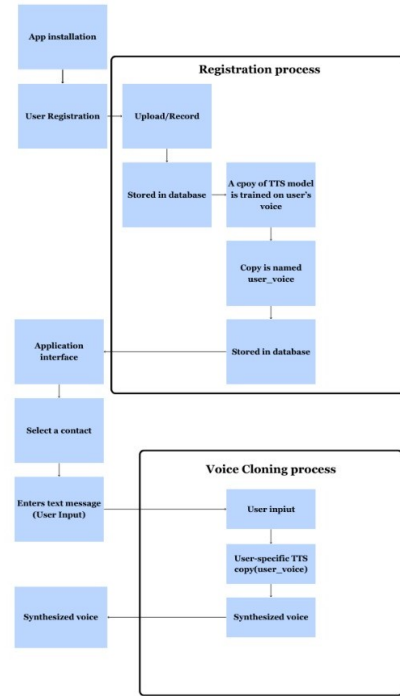 App installation
Registration process
User Registration
Upload/Record
Stored in database
A cpoy of TTS model
is trained on user's
voice
Copy is named
user_voice
Application
interface
Stored in database
Select a contact
Voice Cloning process
Enters text message
(User Input)
User inpiut
User-specific TTS
copy(user_voice)
Synthesized voice
Synthesized voice